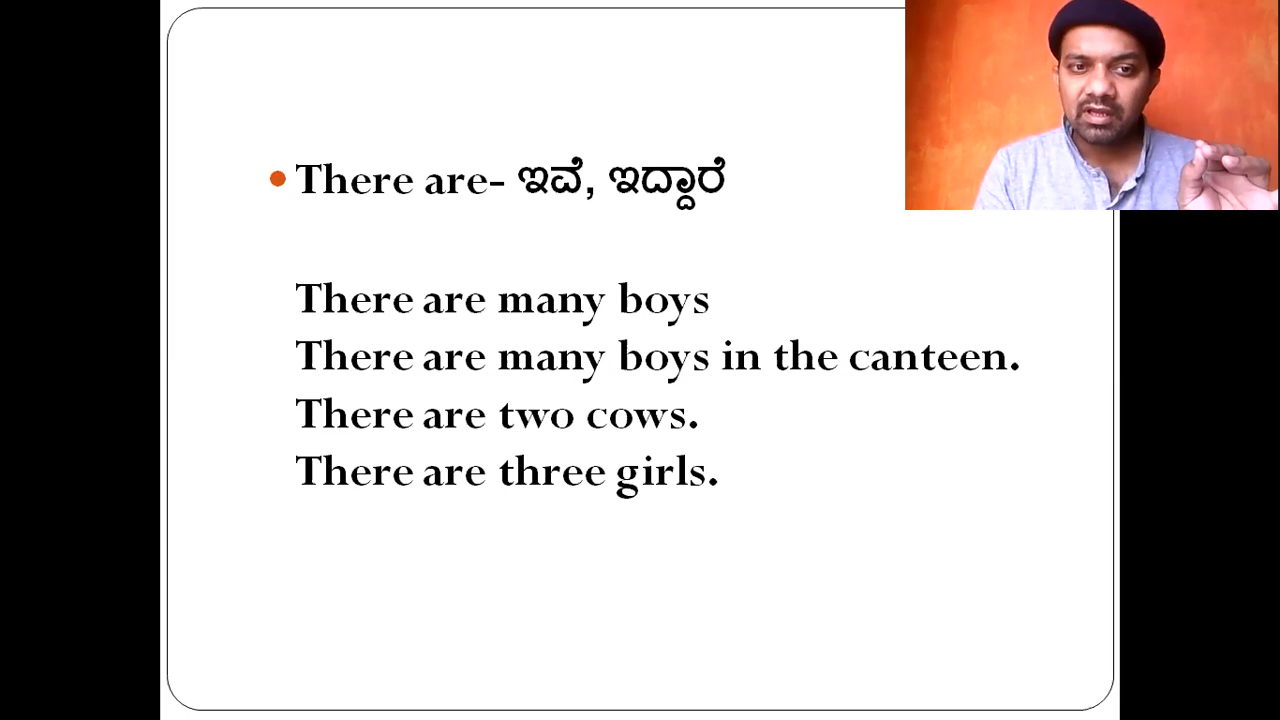 There are- ಇವೆ, ಇದ್ದಾರೆ
There are many boys
There are many boys in the canteen.
There are two cows.
There are three girls.